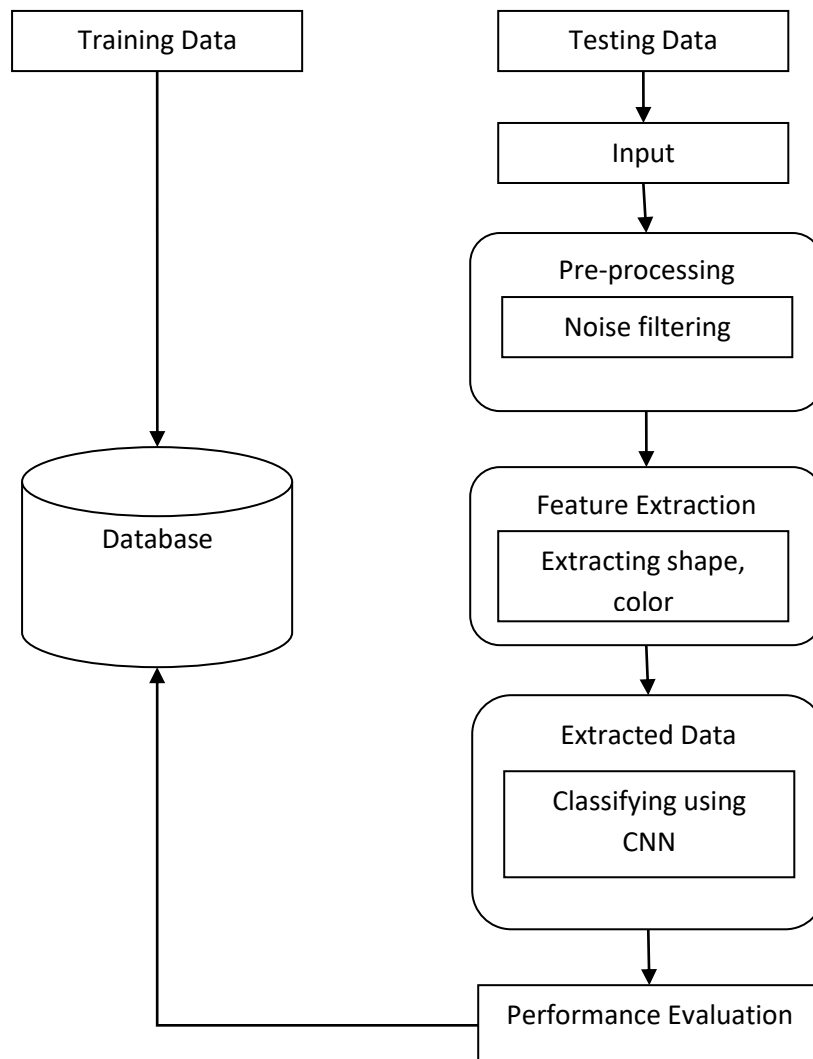 Training Data
Testing Data
Input
Pre-processing
Noise filtering
Feature Extraction
Extracting shape,
color
Database
Extracted Data
Classifying using
CNN
Performance Evaluation